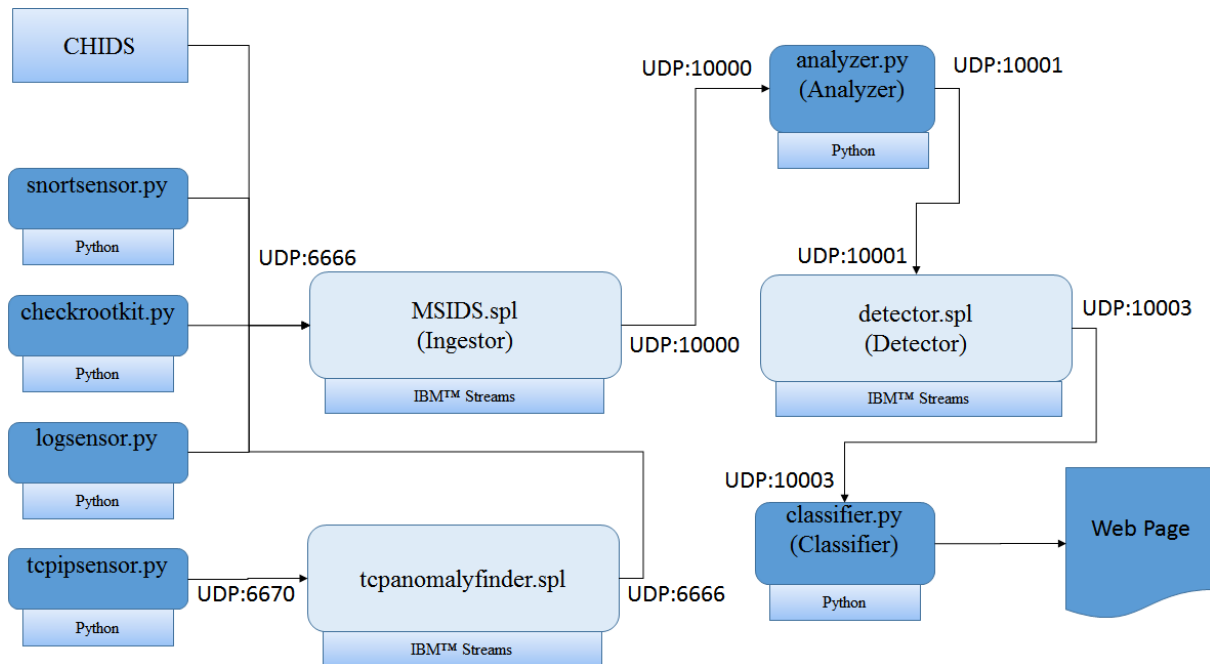 CHIDS
snortsensor.py
Python
checkrootkit.py
Python
logsensor.py
Python
tcpipsensor.py
Python
UDP:6670
UDP:6666
MSIDS.spl
(Ingestor)
IBM™ Streams
UDP:10000
tcpanomalyfinder.spl
IBM™ Streams
UDP:6666
UDP:10000
analyzer.py
(Analyzer)
Python
UDP:10001
UDP:10001
detector.spl
(Detector)
IBM™ Streams
UDP:10003
UDP:10003
classifier.py
(Classifier)
Python
Web Page